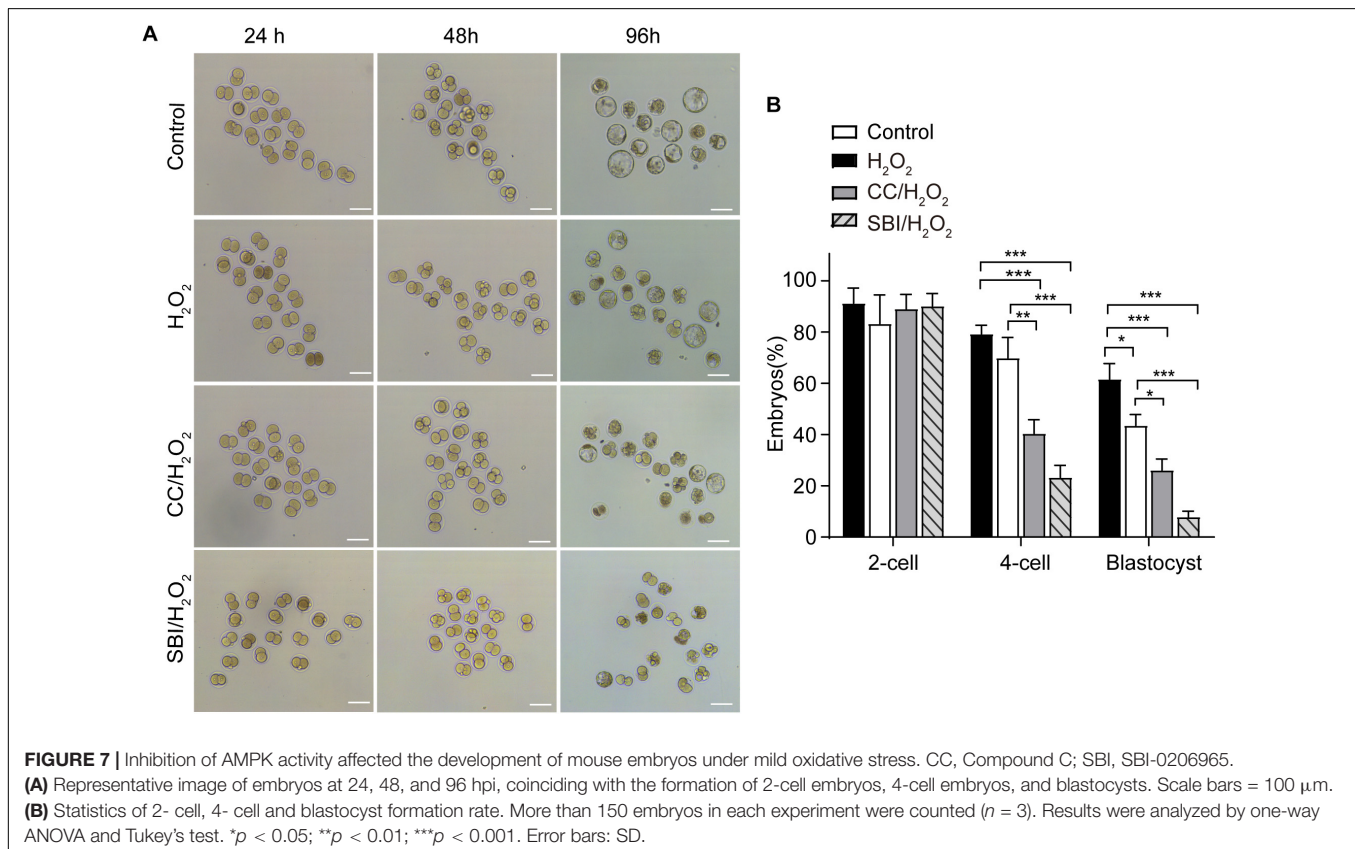 A
24 h 48h 96h
Control
H₂O₂
CC/H₂O₂
SBI/H₂O₂
B
Control
H₂O₂
CC/H₂O₂
SBI/H₂O₂
Embryos(%)
100
80
60
40
20
0
***
***
***
**
***
***
*
***
*
2-cell 4-cell Blastocyst
FIGURE 7 | Inhibition of AMPK activity affected the development of mouse embryos under mild oxidative stress. CC, Compound C; SBI, SBI-0206965.
(A) Representative image of embryos at 24, 48, and 96 hpi, coinciding with the formation of 2-cell embryos, 4-cell embryos, and blastocysts. Scale bars = 100 μm.
(B) Statistics of 2- cell, 4- cell and blastocyst formation rate. More than 150 embryos in each experiment were counted (n = 3). Results were analyzed by one-way
ANOVA and Tukey's test. *p < 0.05; **p < 0.01; ***p < 0.001. Error bars: SD.